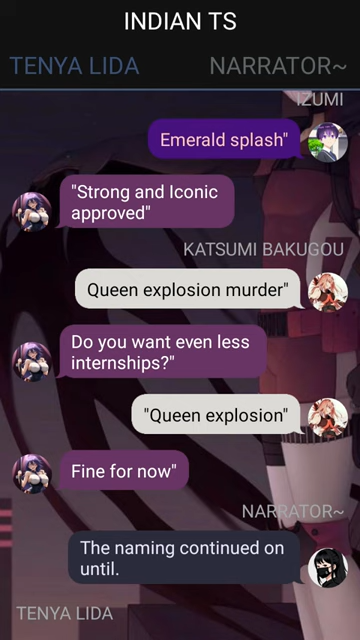 INDIAN TS
TENYA LIDA NARRATOR~
IZUMI
Emerald splash"
"Strong and Iconic
approved"
KATSUMI BAKUGOU
Queen explosion murder"
Do you want even less
internships?"
"Queen explosion"
Fine for now"
NARRATOR~
The naming continued on
until.
TENYA LIDA